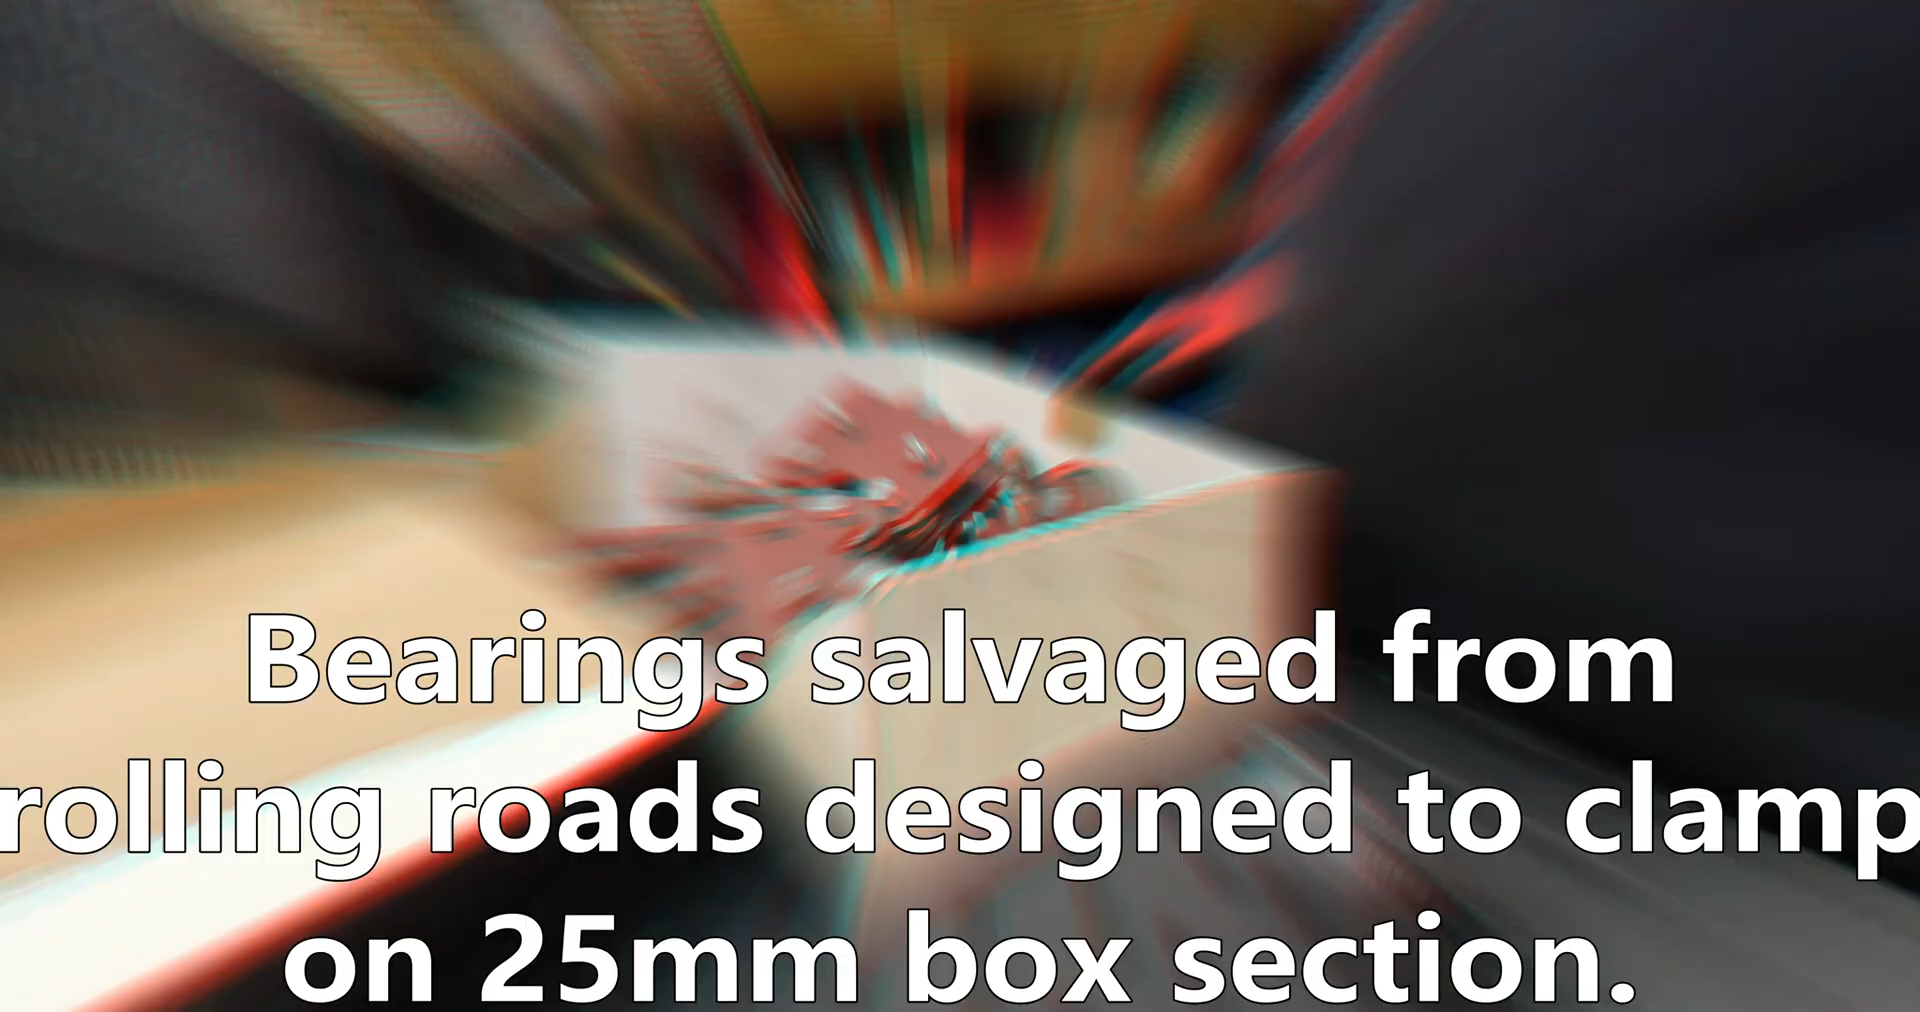 Bearings salvaged from
rolling roads designed to clamp
on 25mm box section.